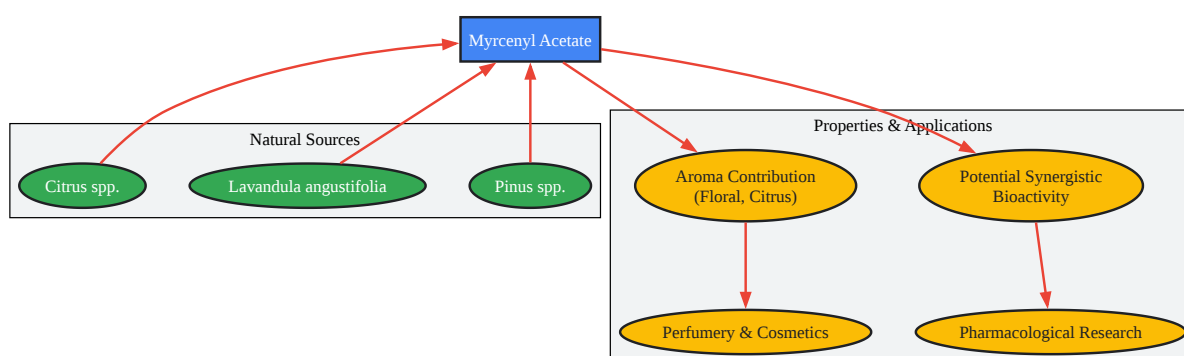 Myrcenyl Acetate
Natural Sources
Citrus spp.
Lavandula angustifolia
Pinus spp.
Properties & Applications
Aroma Contribution
(Floral, Citrus)
Potential Synergistic
Bioactivity
Perfumery & Cosmetics
Pharmacological Research